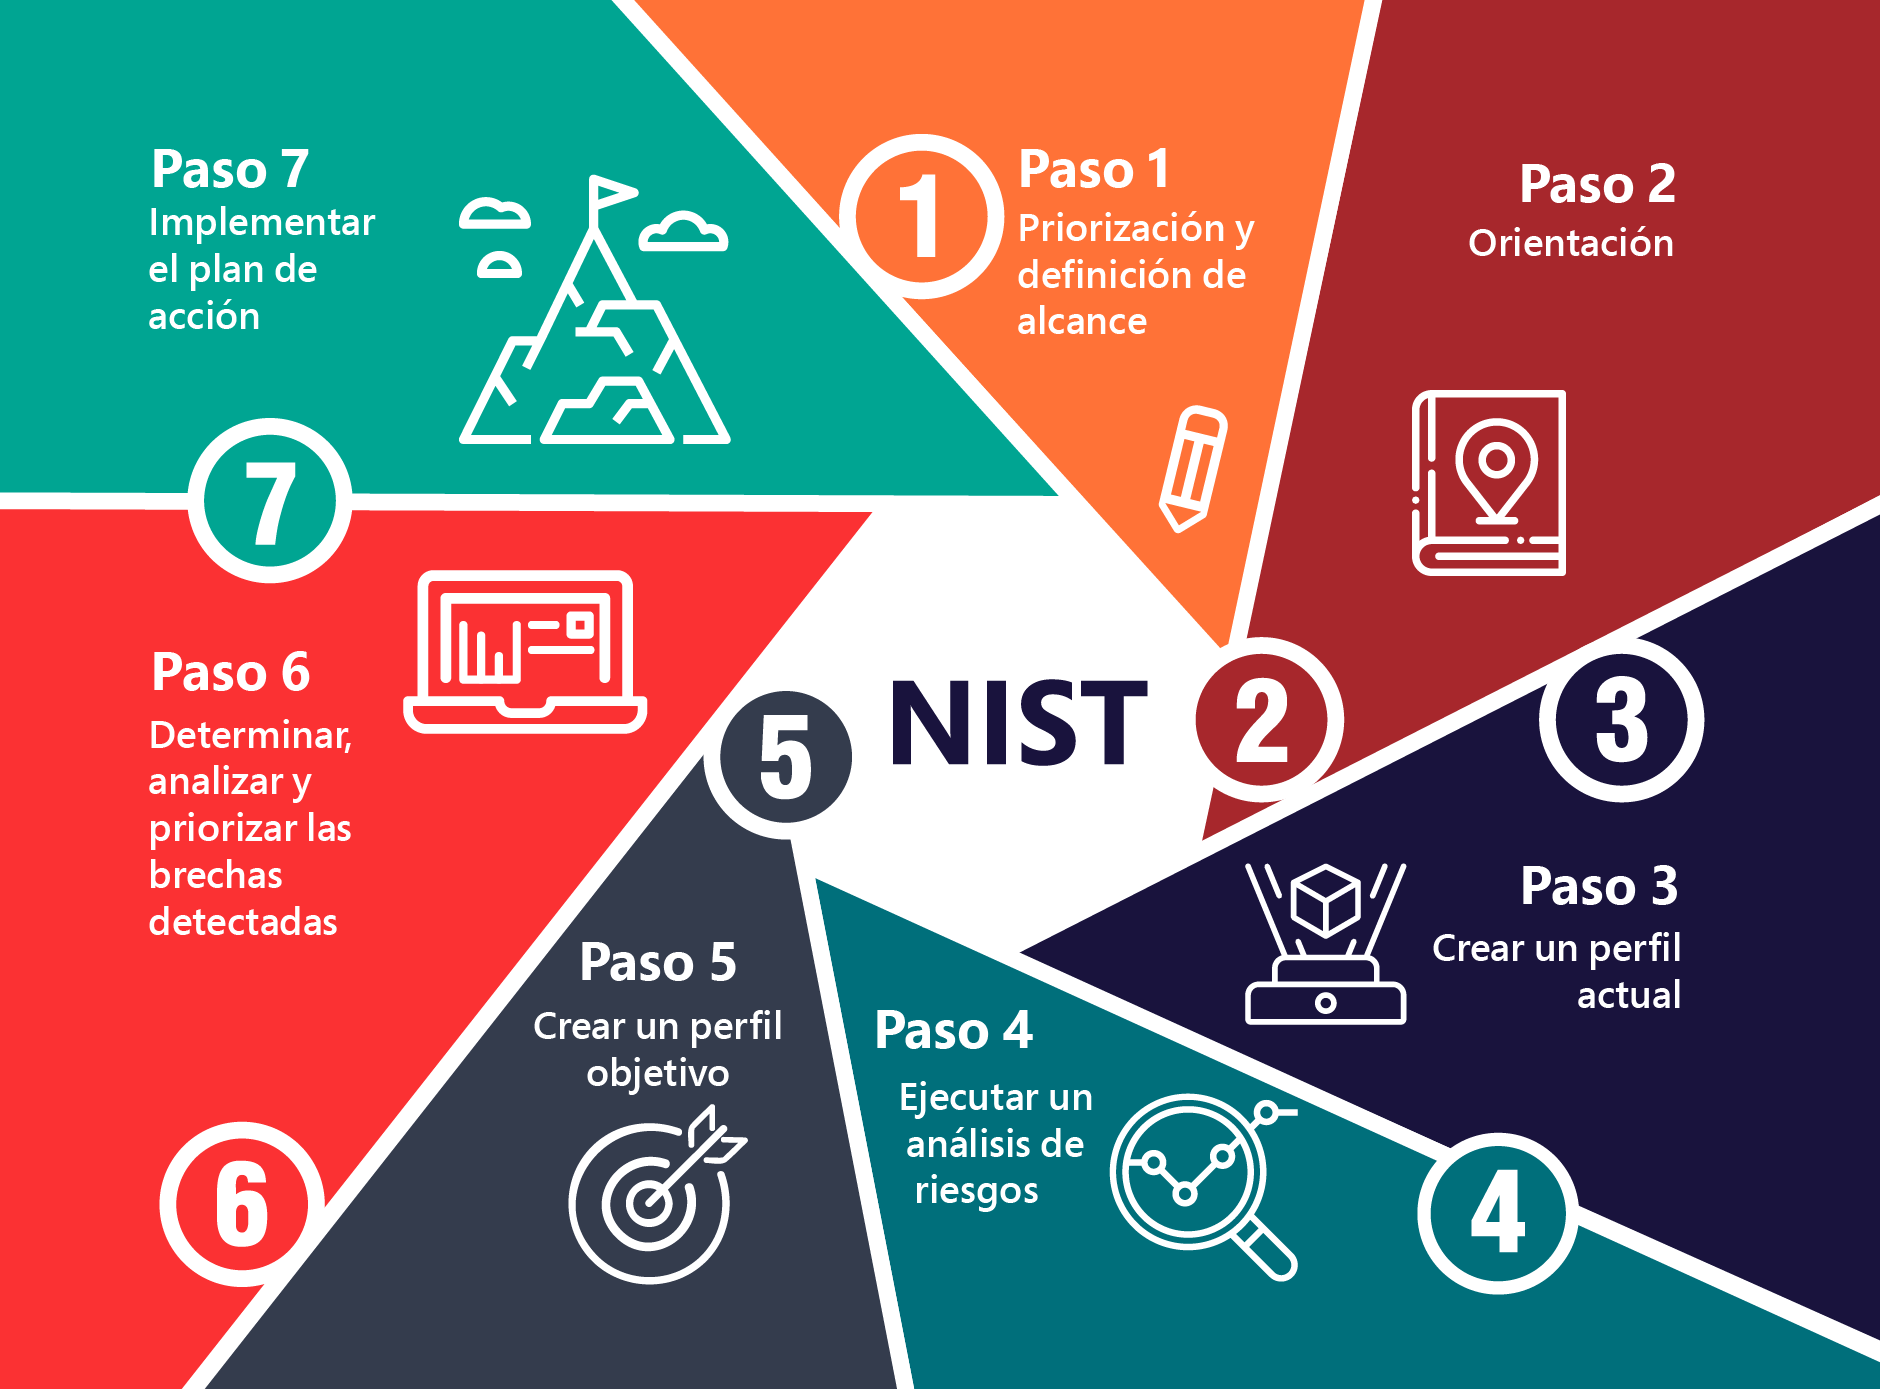 1
Paso 1
Priorización y
definición de
alcance
Paso 2
Orientación
2
3
Paso 3
Crear un perfil
actual
Paso 4
Ejecutar un
análisis de
riesgos
4
5
Paso 5
Crear un perfil
objetivo
Paso 6
Determinar,
analizar y
priorizar las
brechas
detectadas
6
Paso 7
Implementar
el plan de
acción
7
NIST